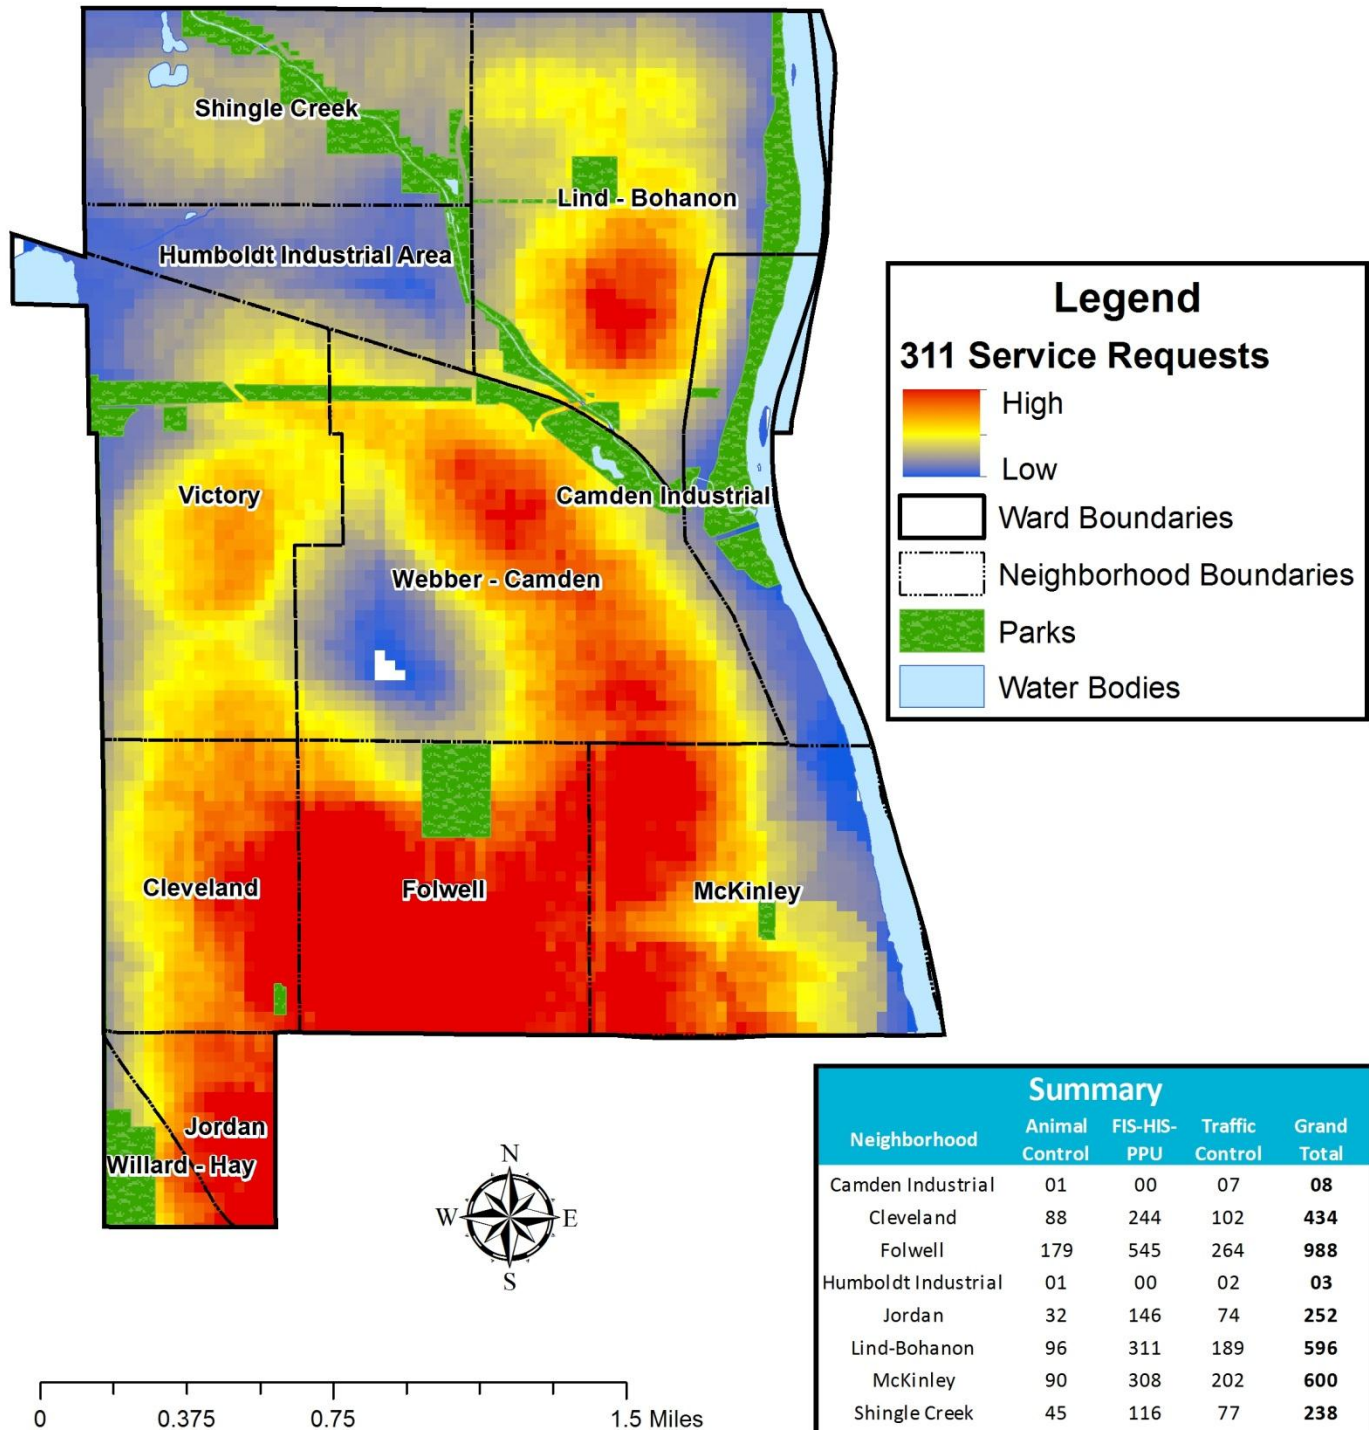 Shingle Creek
Lind - Bohanon
Humboldt Industrial Area
Victory
Camden Industrial
Webber - Camden
Cleveland
Folwell
McKinley
Jordan
Willard - Hay
Legend
311 Service Requests
High
Low
Ward Boundaries
Neighborhood Boundaries
Parks
Water Bodies
N
W E
S
0 0.375 0.75 1.5 Miles
Summary
Neighborhood Animal Control FIS-HIS-PPU Traffic Control Grand Total
Camden Industrial 01 00 07 08
Cleveland 88 244 102 434
Folwell 179 545 264 988
Humboldt Industrial 01 00 02 03
Jordan 32 146 74 252
Lind-Bohanon 96 311 189 596
McKinley 90 308 202 600
Shingle Creek 45 116 77 238